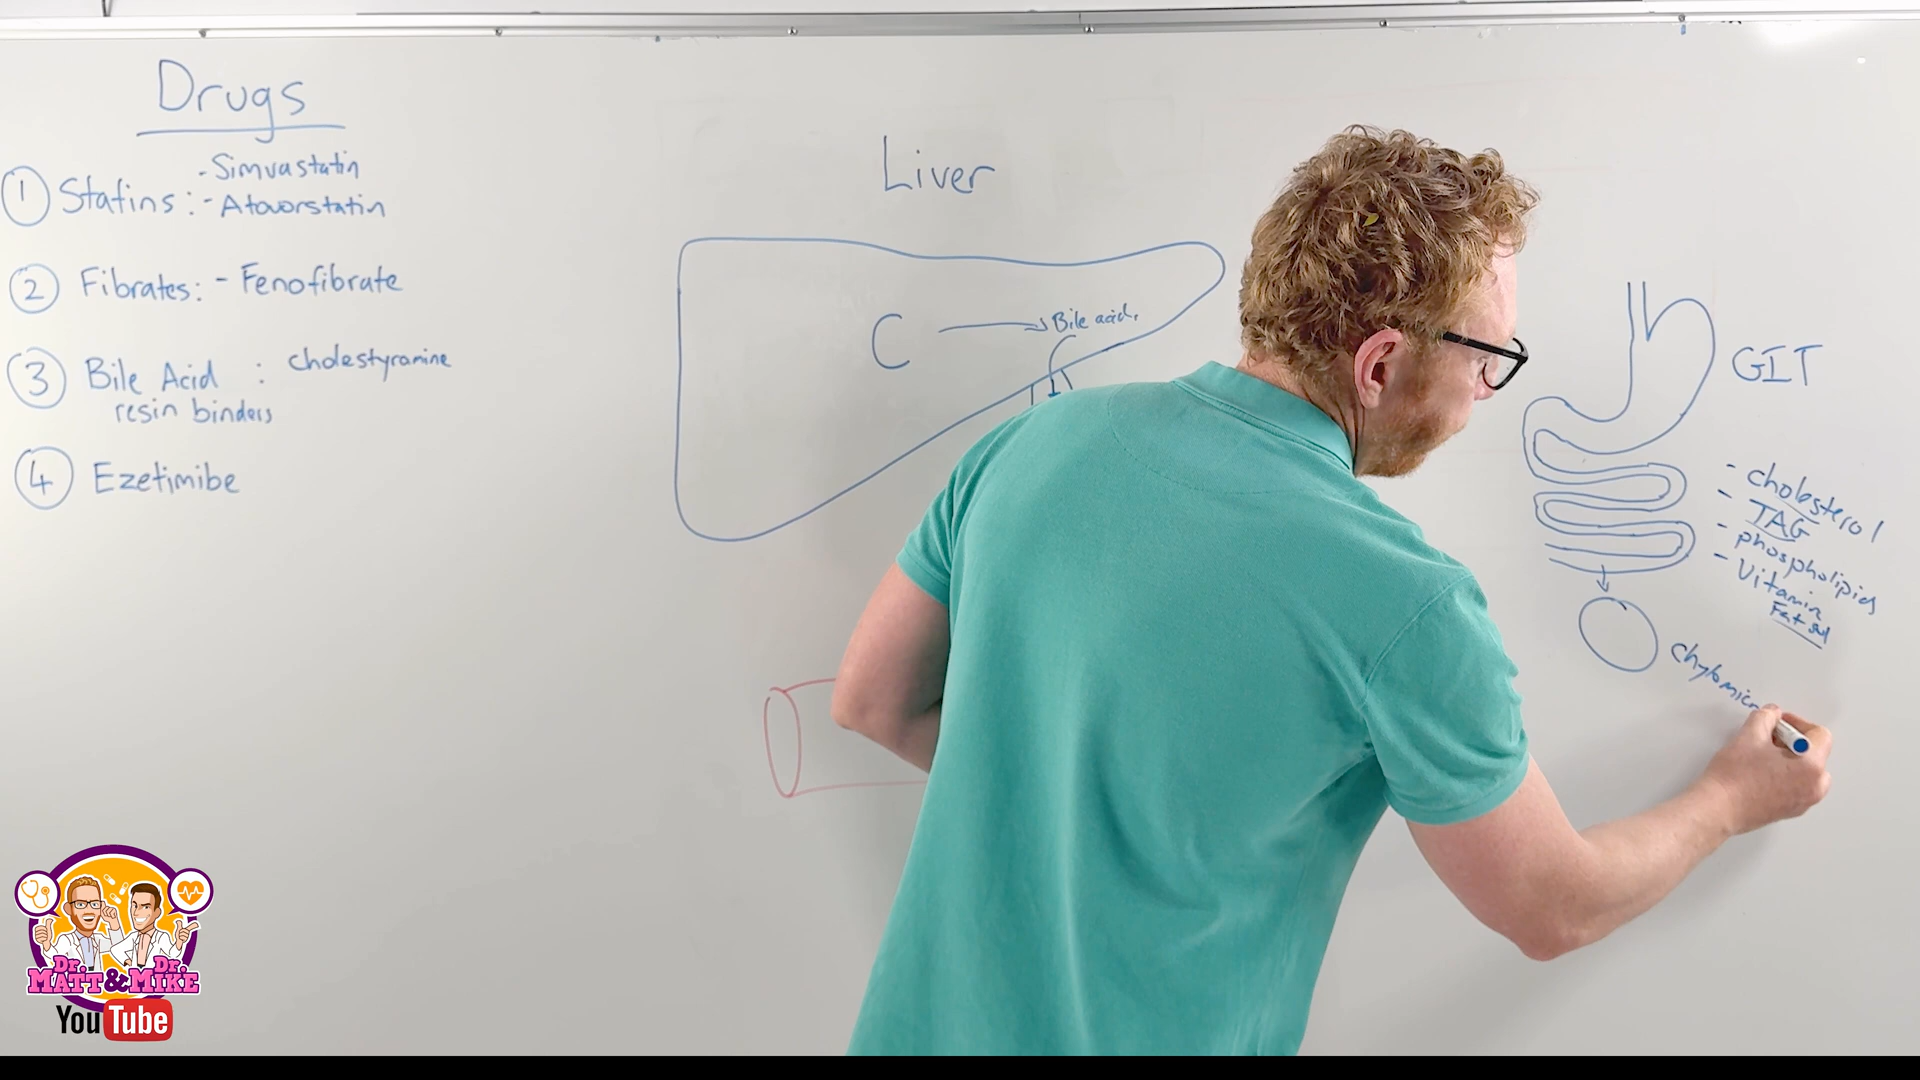 Drugs
- Simvastatin
1 Statins: - Atovorstatin
2 Fibrates: - Fenofibrate
3 Bile Acid : cholestyramine
resin binders
4 Ezetimibe
Liver
C → Bile acid.
GIT
- cholesterol
- TAG
- phospholipids
- Vitamin
Fat sol
chylomicr
Dr. Dr.
MATT & MIKE
YouTube